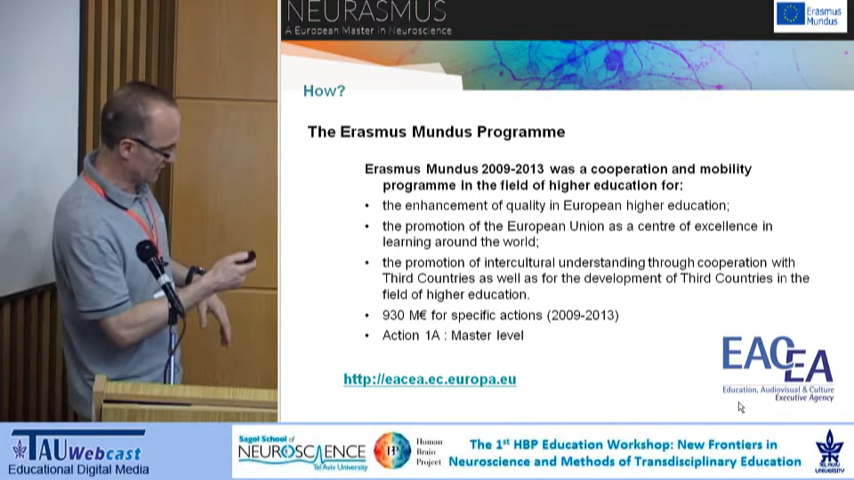 NEURASMUS
A European Master in Neuroscience
Erasmus
Mundus
How?
The Erasmus Mundus Programme
Erasmus Mundus 2009-2013 was a cooperation and mobility
programme in the field of higher education for:
• the enhancement of quality in European higher education;
• the promotion of the European Union as a centre of excellence in
learning around the world;
• the promotion of intercultural understanding through cooperation with
Third Countries as well as for the development of Third Countries in the
field of higher education.
• 930 M€ for specific actions (2009-2013)
• Action 1A : Master level
http://eacea.ec.europa.eu
EACEA
Education, Audiovisual & Culture
Executive Agency
TAU Webcast
Educational Digital Media
Sagol School of
NEUROSCIENCE
Tel Aviv University
HBP
Human
Brain
Project
The 1st HBP Education Workshop: New Frontiers in
Neuroscience and Methods of Transdisciplinary Education
TEL AVIV
UNIVERSITY